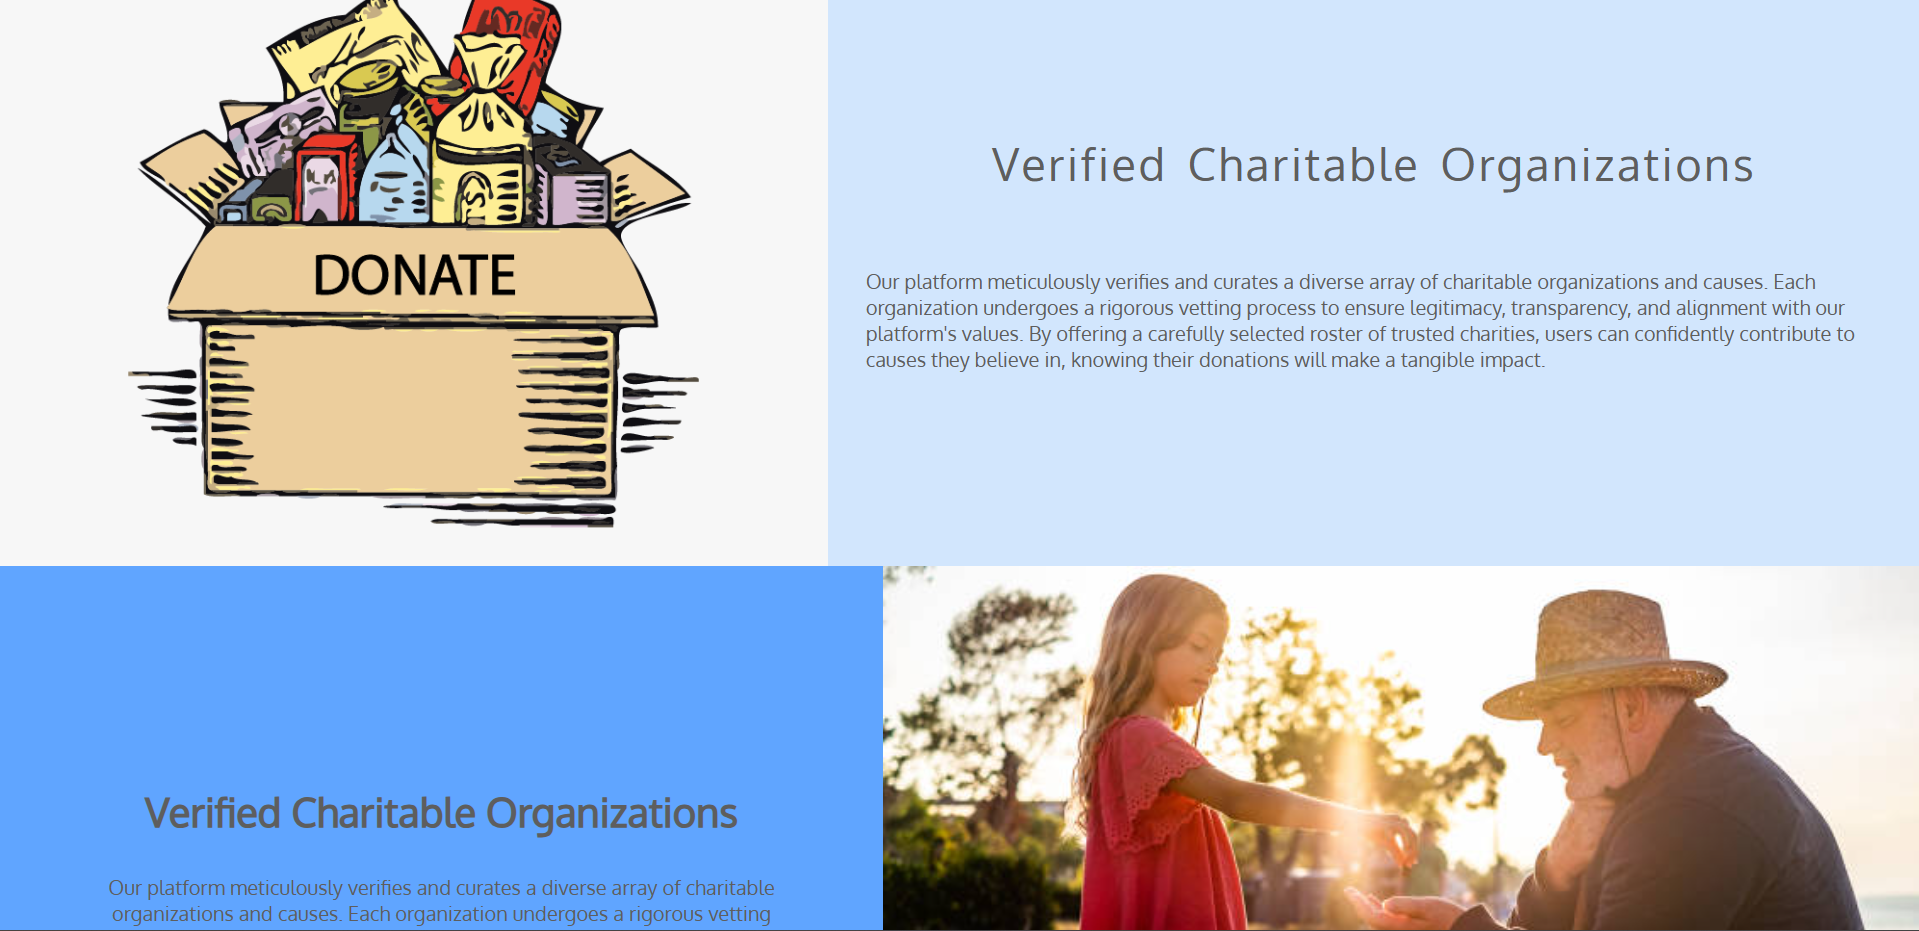 DONATE
Verified Charitable Organizations
Our platform meticulously verifies and curates a diverse array of charitable organizations and causes. Each
organization undergoes a rigorous vetting process to ensure legitimacy, transparency, and alignment with our
platform's values. By offering a carefully selected roster of trusted charities, users can confidently contribute to
causes they believe in, knowing their donations will make a tangible impact.
Verified Charitable Organizations
Our platform meticulously verifies and curates a diverse array of charitable
organizations and causes. Each organization undergoes a rigorous vetting